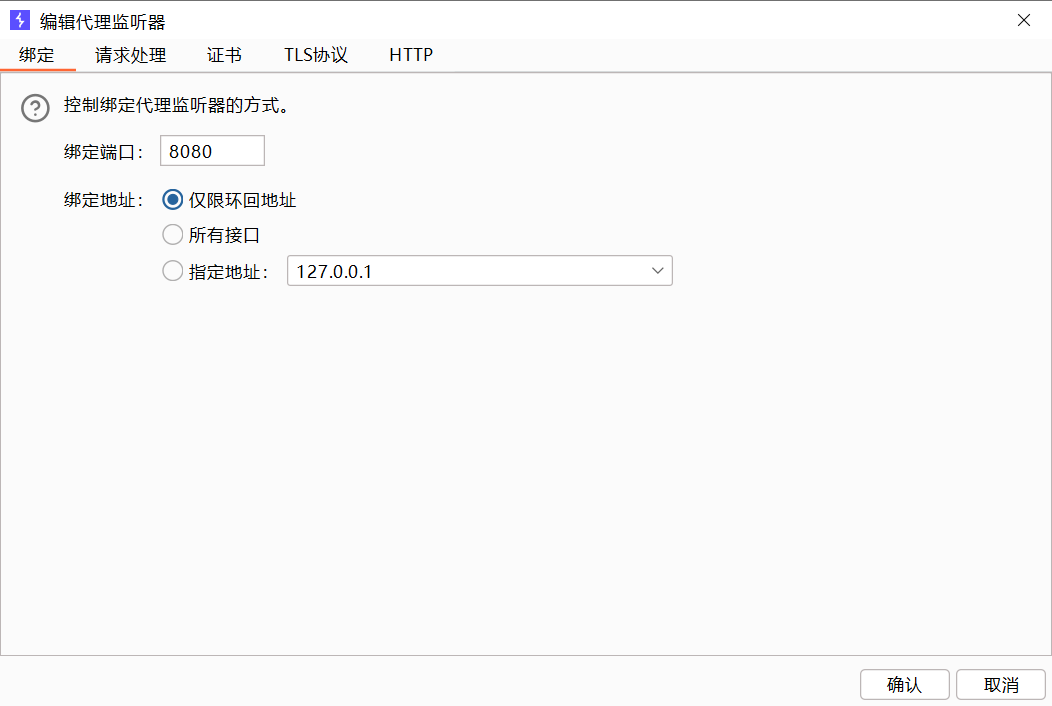 编辑代理监听器
绑定 请求处理 证书 TLS协议 HTTP
控制绑定代理监听器的方式。
绑定端口： 8080
绑定地址： 仅限环回地址
所有接口
指定地址： 127.0.0.1
确认 取消